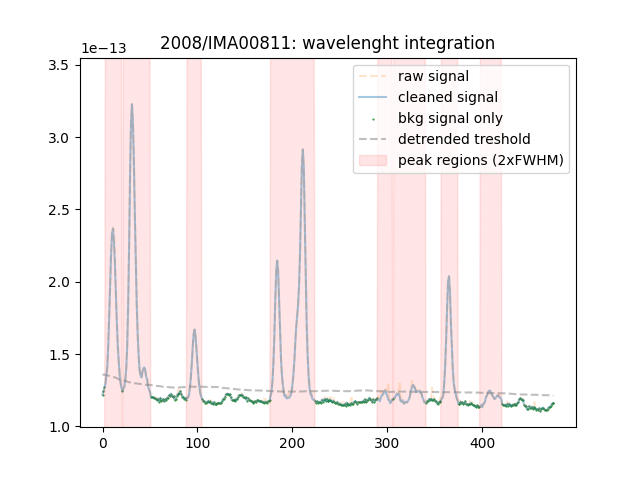 2008/IMA00811: wavelenght integration
1e−13
3.5
3.0
2.5
2.0
1.5
1.0
raw signal
cleaned signal
bkg signal only
detrended treshold
peak regions (2xFWHM)
0 100 200 300 400